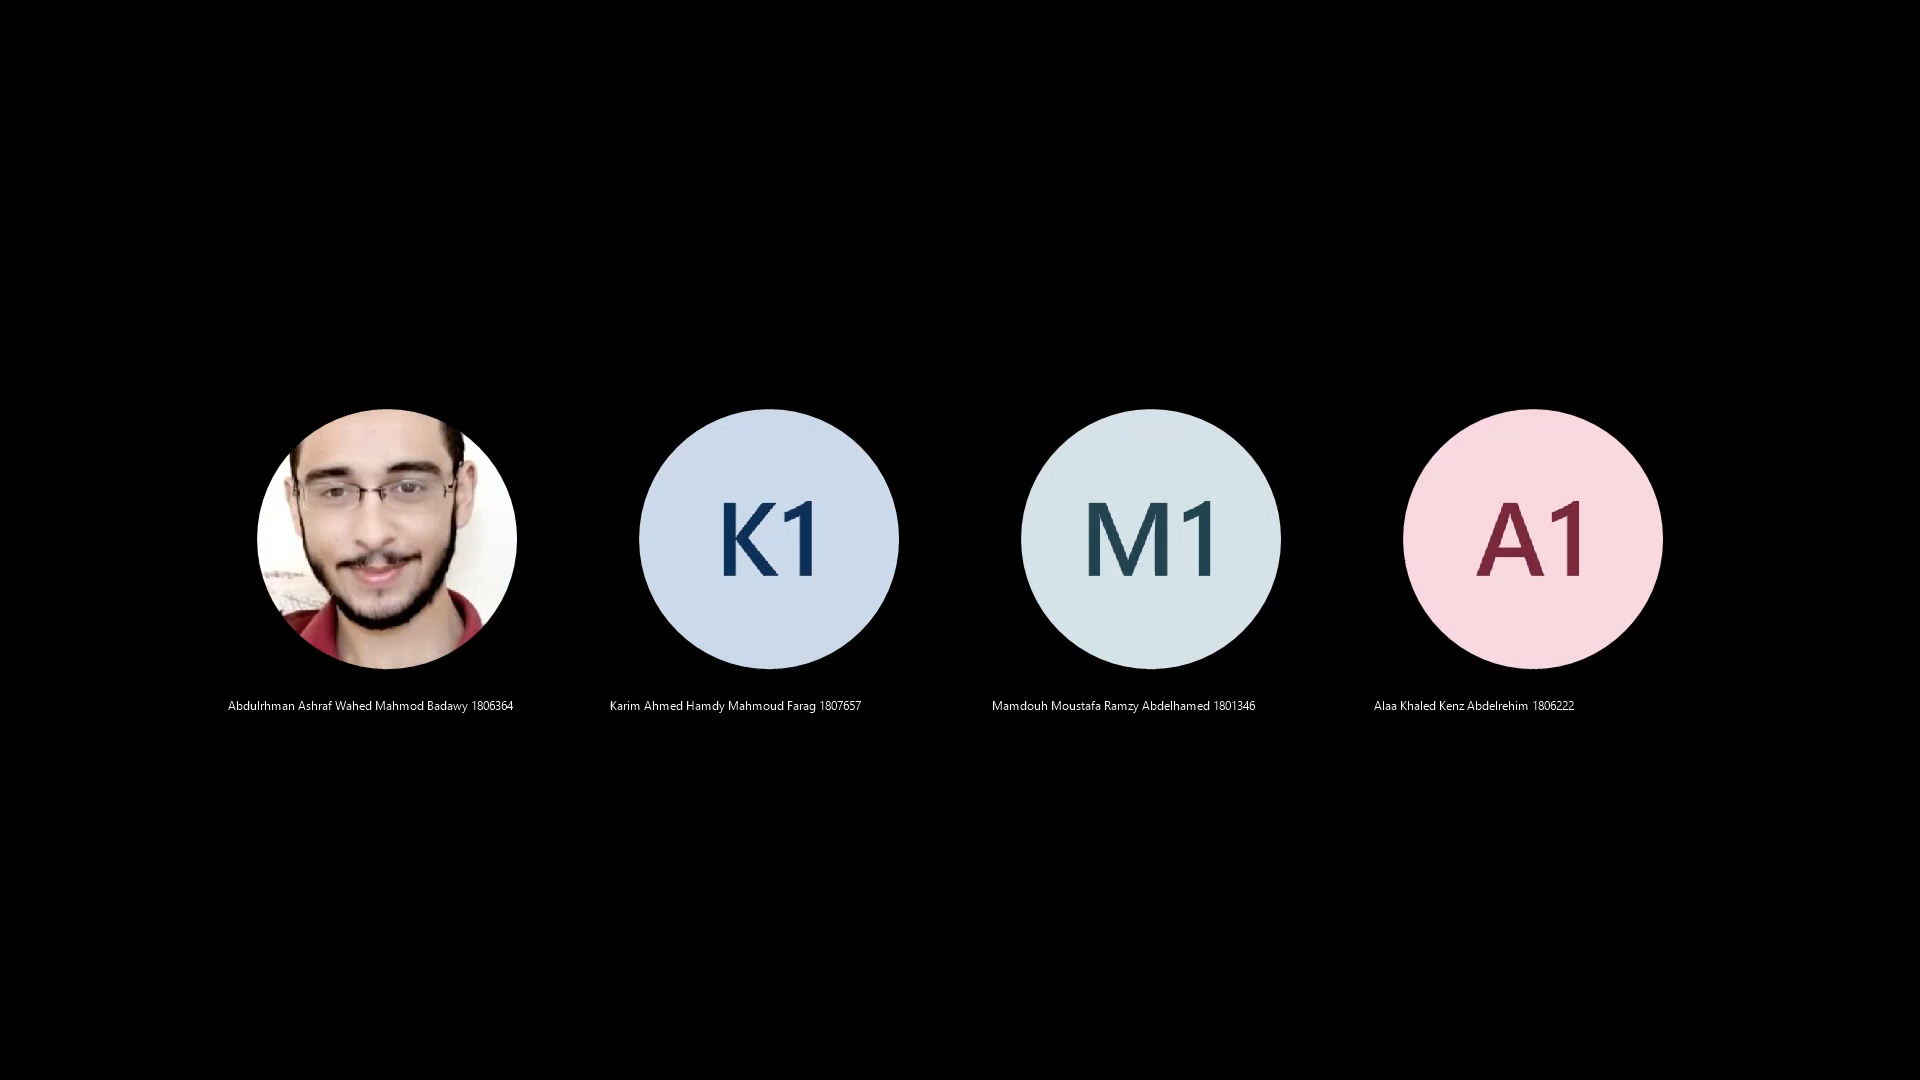 K1
M1
A1
Abdulrhman Ashraf Wahed Mahmod Badawy 1806364
Karim Ahmed Hamdy Mahmoud Farag 1807657
Mamdouh Moustafa Ramzy Abdelhamed 1801346
Alaa Khaled Kenz Abdelrehim 1806222